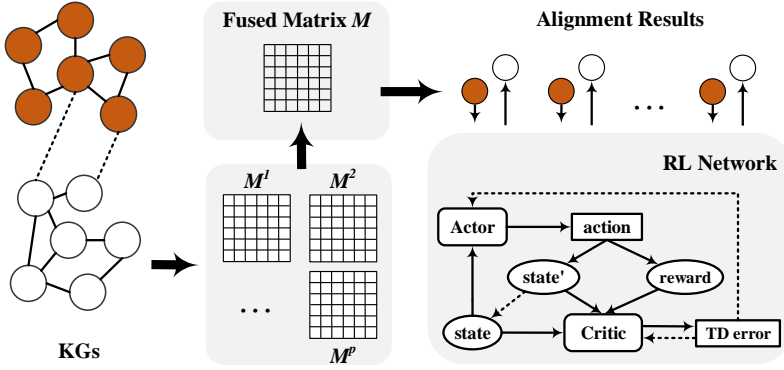 Fused Matrix M
Alignment Results
...
RL Network
M¹ M²
Actor
action
state'
reward
...
state
Critic
TD error
KGs
Mᵖ